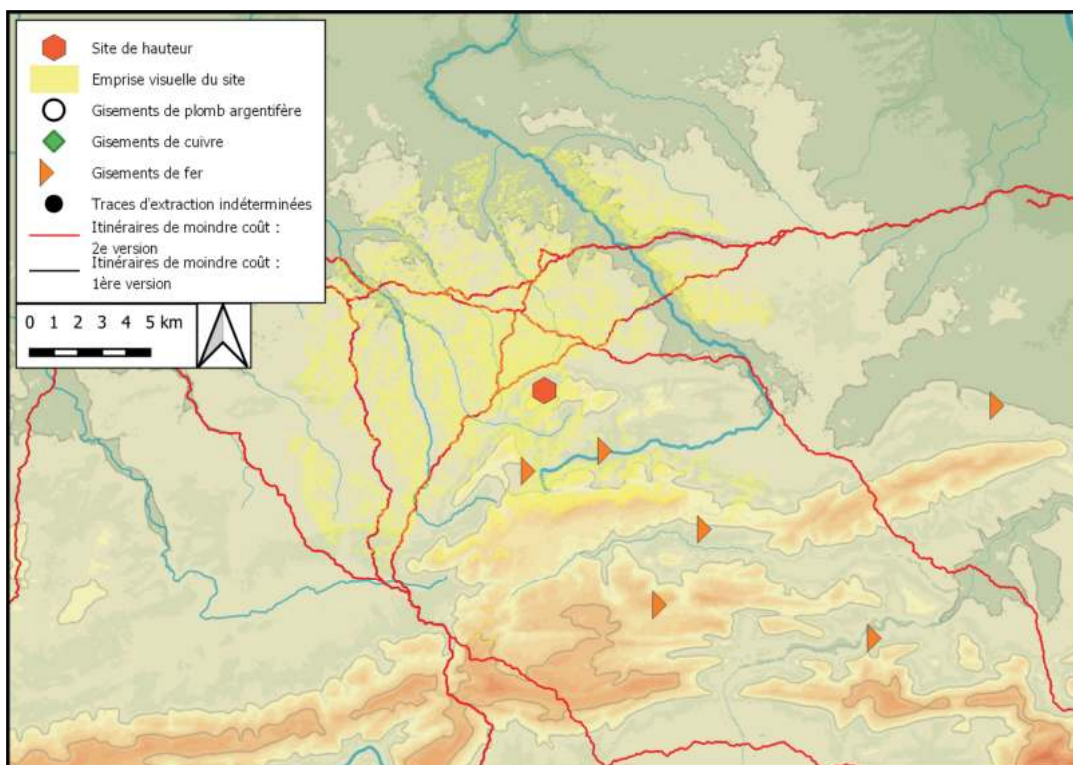 Site de hauteur
Emprise visuelle du site
Gisements de plomb argentifère
Gisements de cuivre
Gisements de fer
Traces d'extraction indéterminées
Itinéraires de moindre coût :
2e version
Itinéraires de moindre coût :
1ère version
0 1 2 3 4 5 km